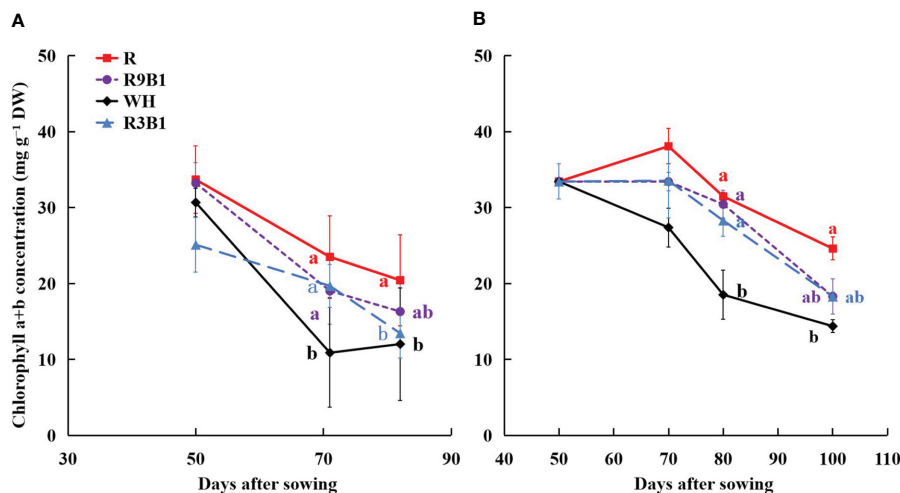 A
B
Chlorophyll a+b concentration (mg g⁻¹ DW)
50
40
30
20
10
0
R
R9B1
WH
R3B1
a
a
a
b
a
ab
b
b
30
50
70
90
Days after sowing
50
40
30
20
10
0
a
a
a
b
a
ab
ab
b
40
50
60
70
80
90
100
110
Days after sowing